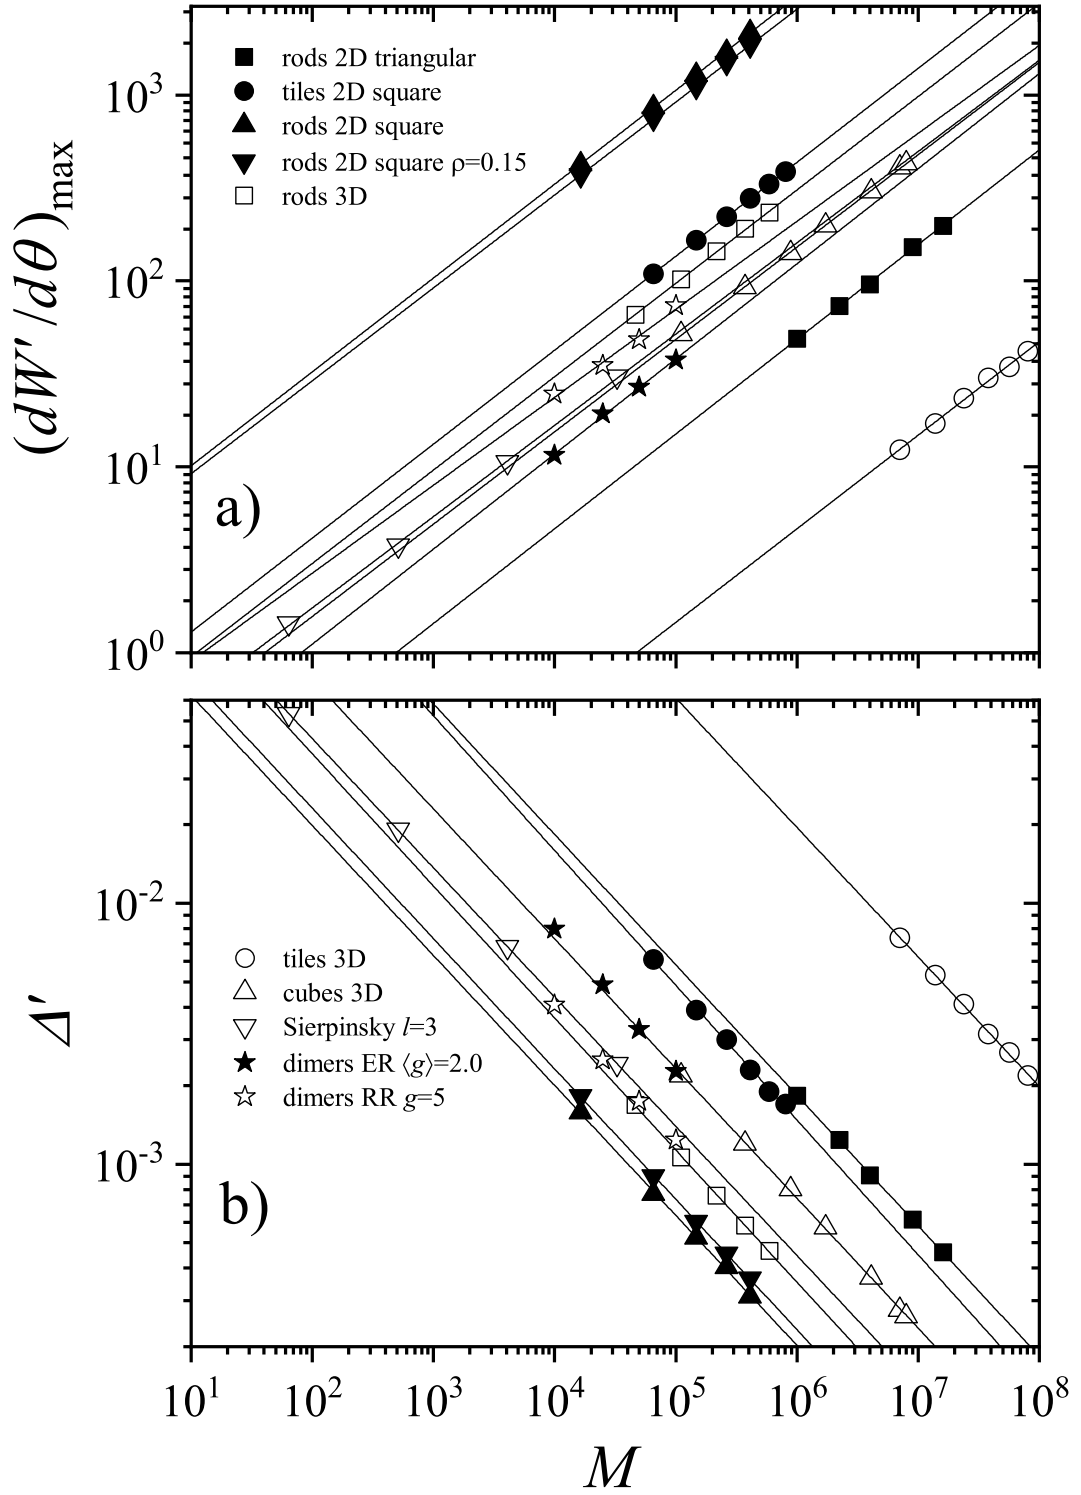 10³
10²
10¹
10⁰
(dW'/dθ)max
rods 2D triangular
tiles 2D square
rods 2D square
rods 2D square ρ=0.15
rods 3D
a)
10⁻²
10⁻³
Δ'
tiles 3D
cubes 3D
Sierpinsky l=3
dimers ER ⟨g⟩=2.0
dimers RR g=5
b)
10¹ 10² 10³ 10⁴ 10⁵ 10⁶ 10⁷ 10⁸
M